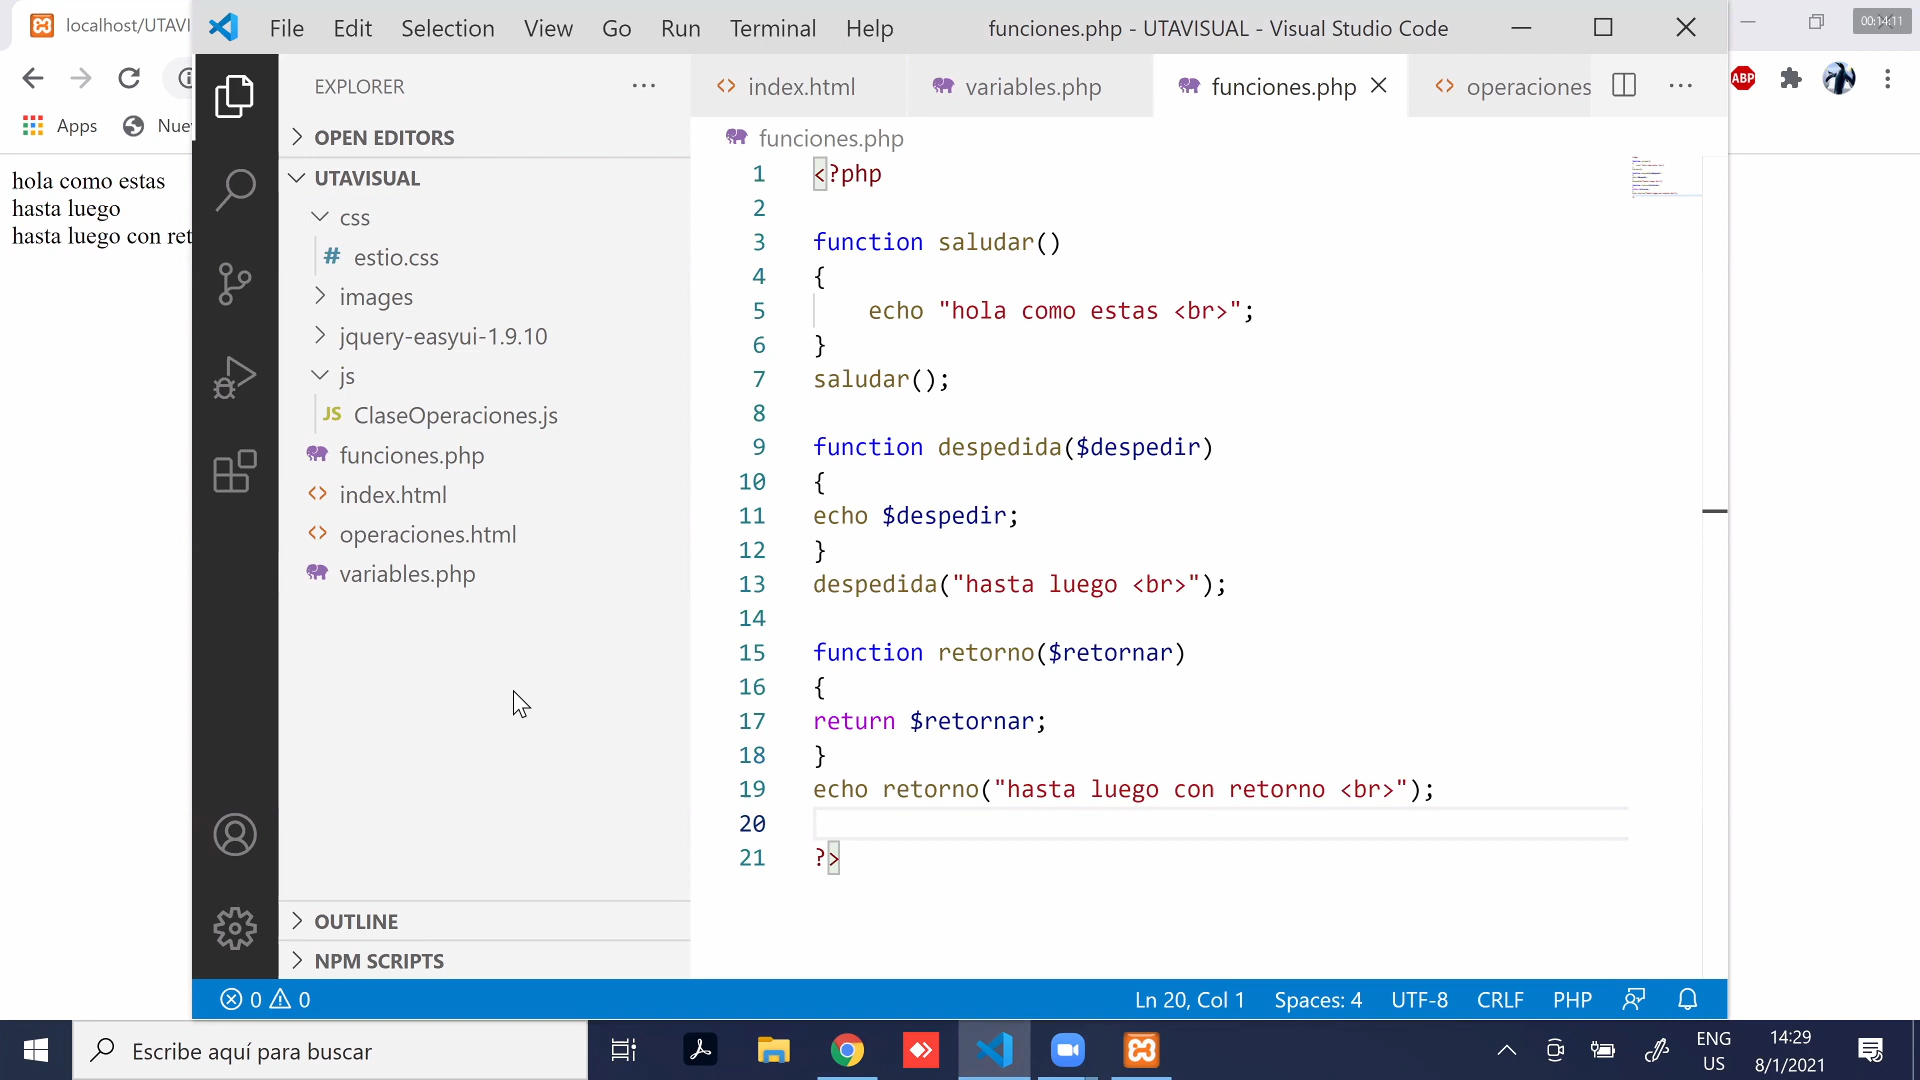 localhost/UTAVI
File Edit Selection View Go Run Terminal Help
funciones.php - UTAVISUAL - Visual Studio Code
00:14:11
EXPLORER
index.html
variables.php
funciones.php
operaciones
ABP
Apps
OPEN EDITORS
funciones.php
hola como estas
hasta luego
hasta luego con ret
UTAVISUAL
css
# estio.css
images
jquery-easyui-1.9.10
js
JS ClaseOperaciones.js
funciones.php
index.html
operaciones.html
variables.php
OUTLINE
NPM SCRIPTS
1 <?php
2
3 function saludar()
4 {
5 echo "hola como estas <br>";
6 }
7 saludar();
8
9 function despedida($despedir)
10 {
11 echo $despedir;
12 }
13 despedida("hasta luego <br>");
14
15 function retorno($retornar)
16 {
17 return $retornar;
18 }
19 echo retorno("hasta luego con retorno <br>");
20
21 ?>
0 0
Ln 20, Col 1 Spaces: 4 UTF-8 CRLF PHP
Escribe aquí para buscar
ENG
US
14:29
8/1/2021